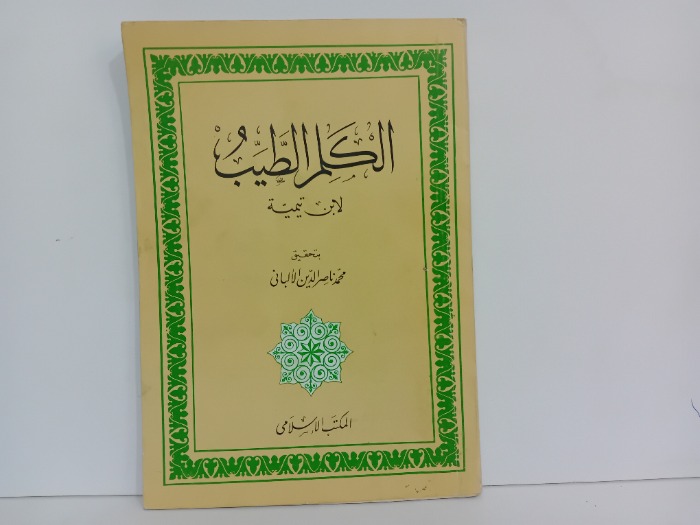 الكلم الطيب
لابن تيمية
بتحقيق
محمد ناصر الدين الألباني
المكتب الإسلامي